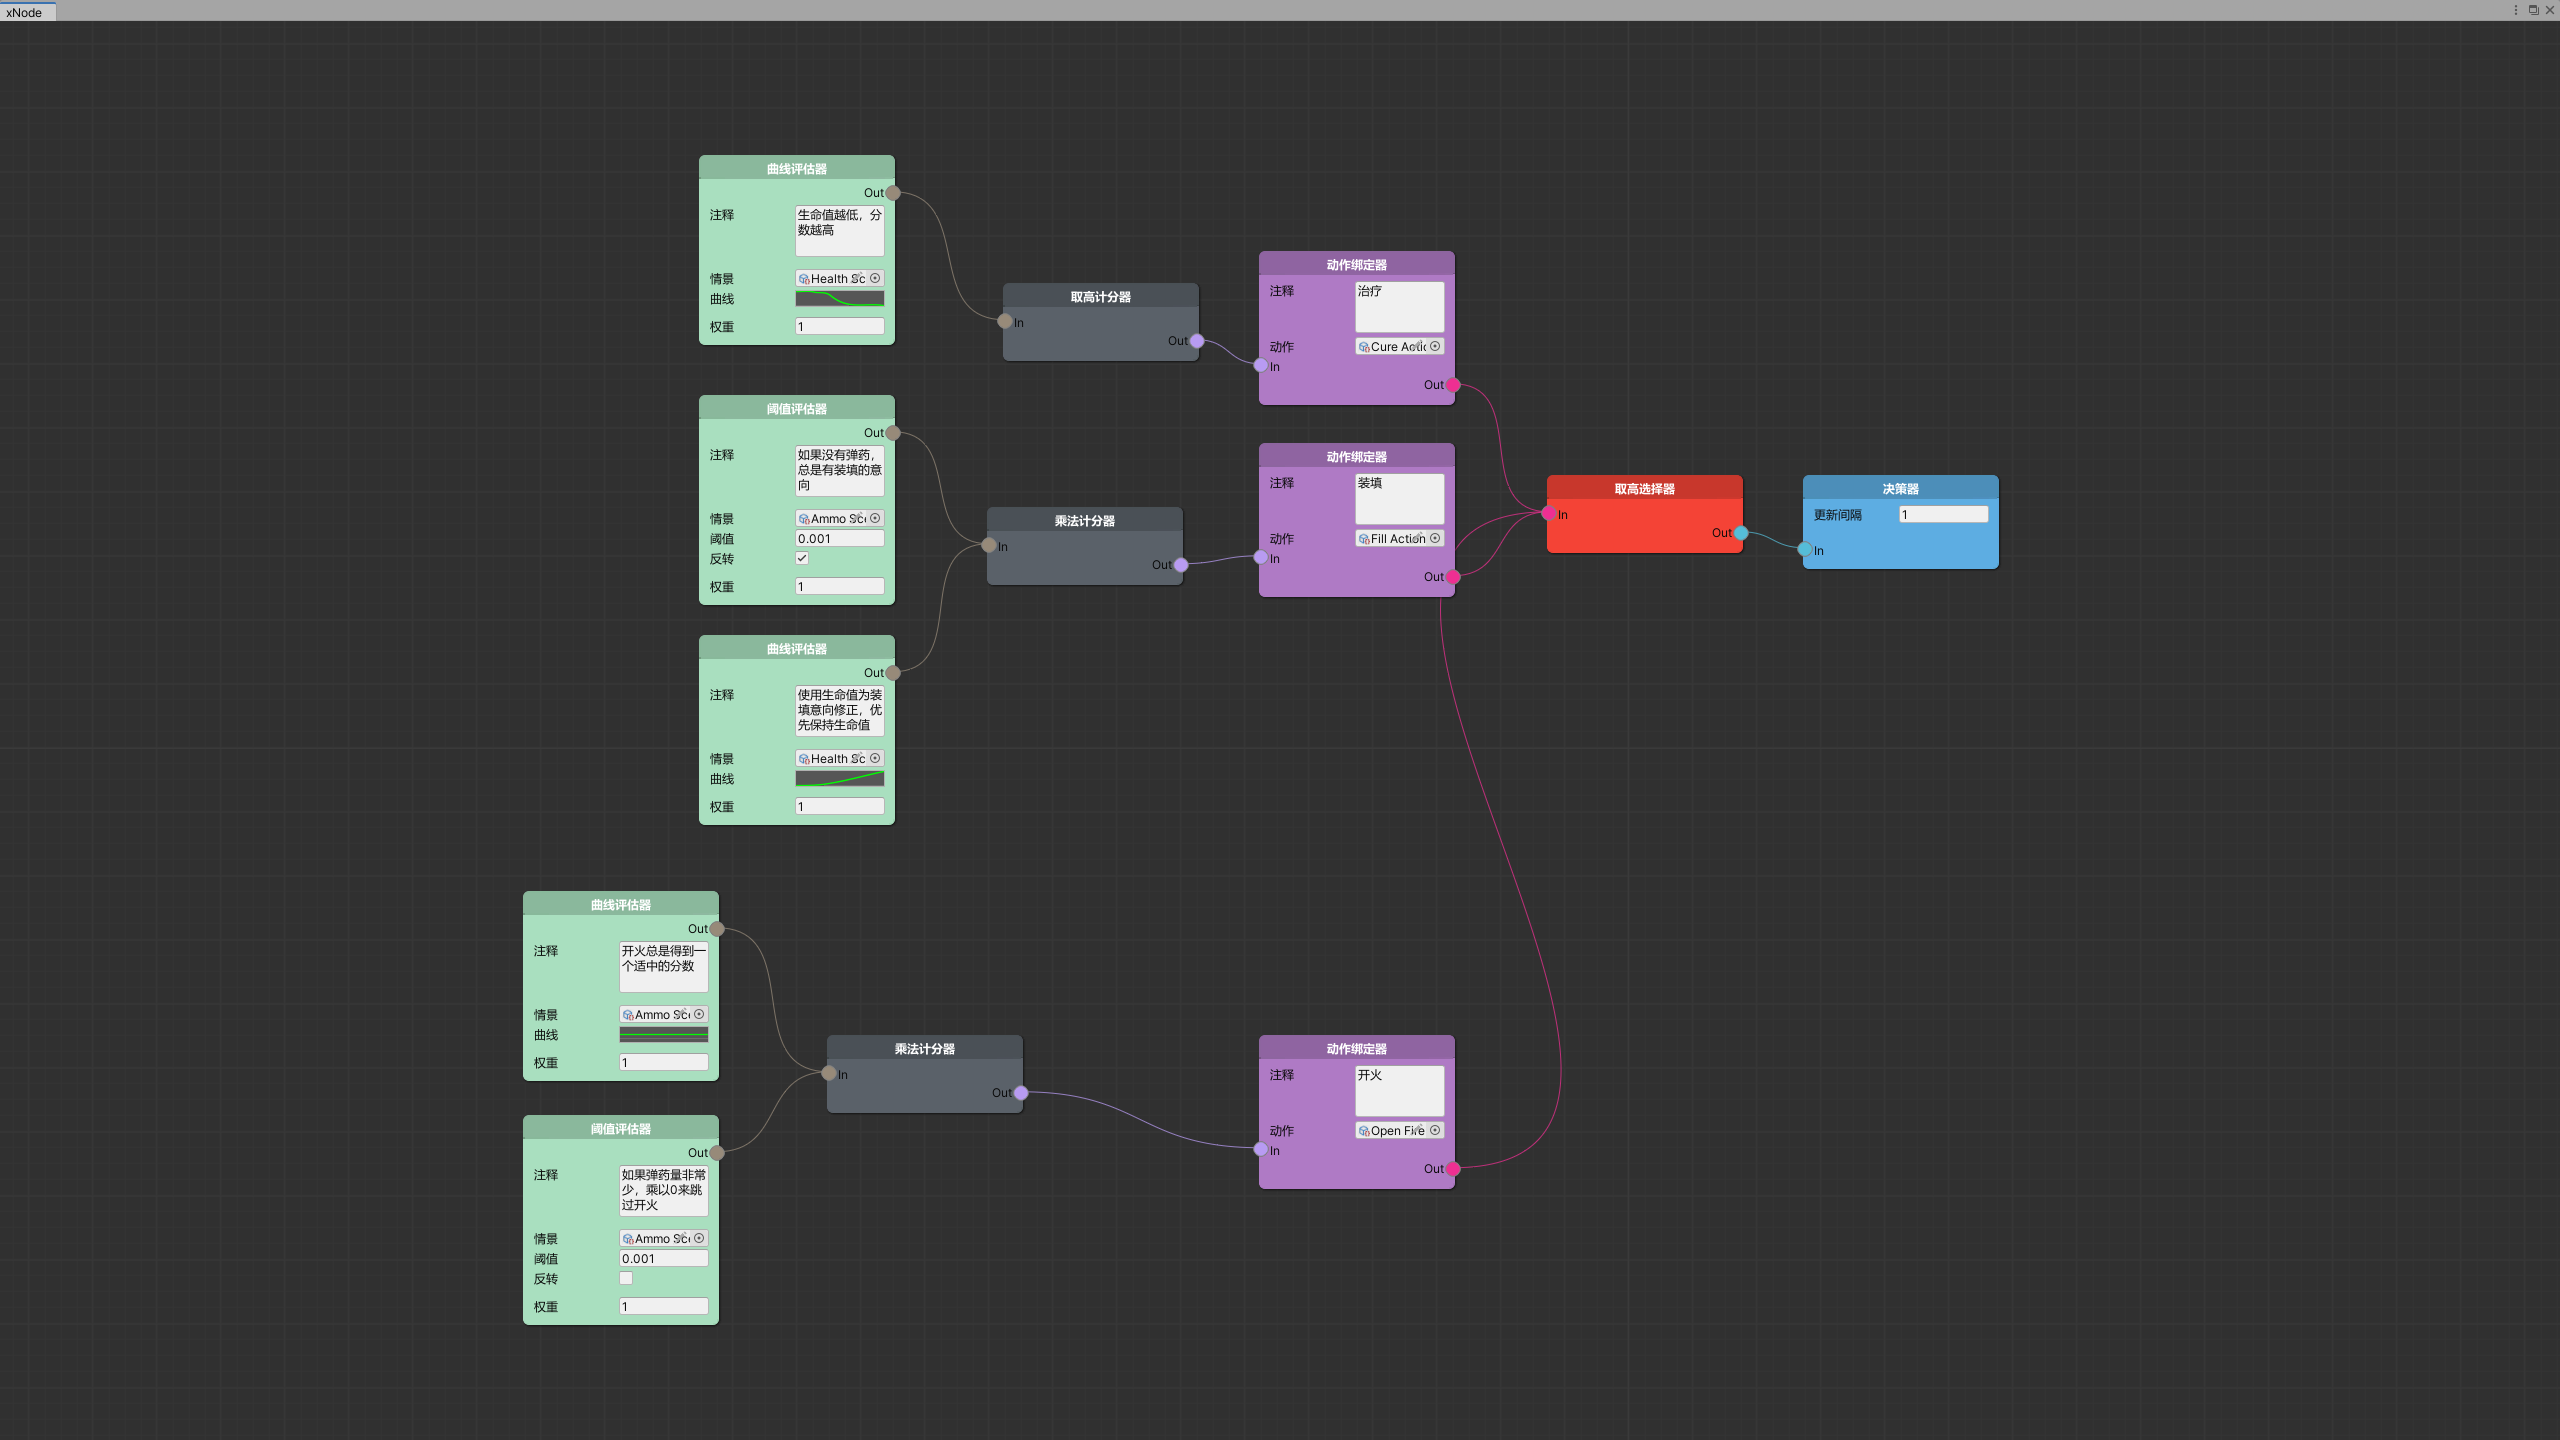 xNode
曲线评估器
Out
注释
生命值越低，分
数越高
情景
Health Sc
曲线
权重
1
取高计分器
In
Out
动作绑定器
注释
治疗
动作
Cure Actic
In
Out
阈值评估器
Out
注释
如果没有弹药，
总是有装填的意
向
情景
Ammo Sce
阈值
0.001
反转
权重
1
乘法计分器
In
Out
动作绑定器
注释
装填
动作
Fill Action
In
Out
取高选择器
In
Out
决策器
更新间隔
1
In
曲线评估器
Out
注释
使用生命值为装
填意向修正，优
先保持生命值
情景
Health Sc
曲线
权重
1
曲线评估器
Out
注释
开火总是得到一
个适中的分数
情景
Ammo Sce
曲线
权重
1
乘法计分器
In
Out
动作绑定器
注释
开火
动作
Open Fire
In
Out
阈值评估器
Out
注释
如果弹药量非常
少，乘以0来跳
过开火
情景
Ammo Sce
阈值
0.001
反转
权重
1